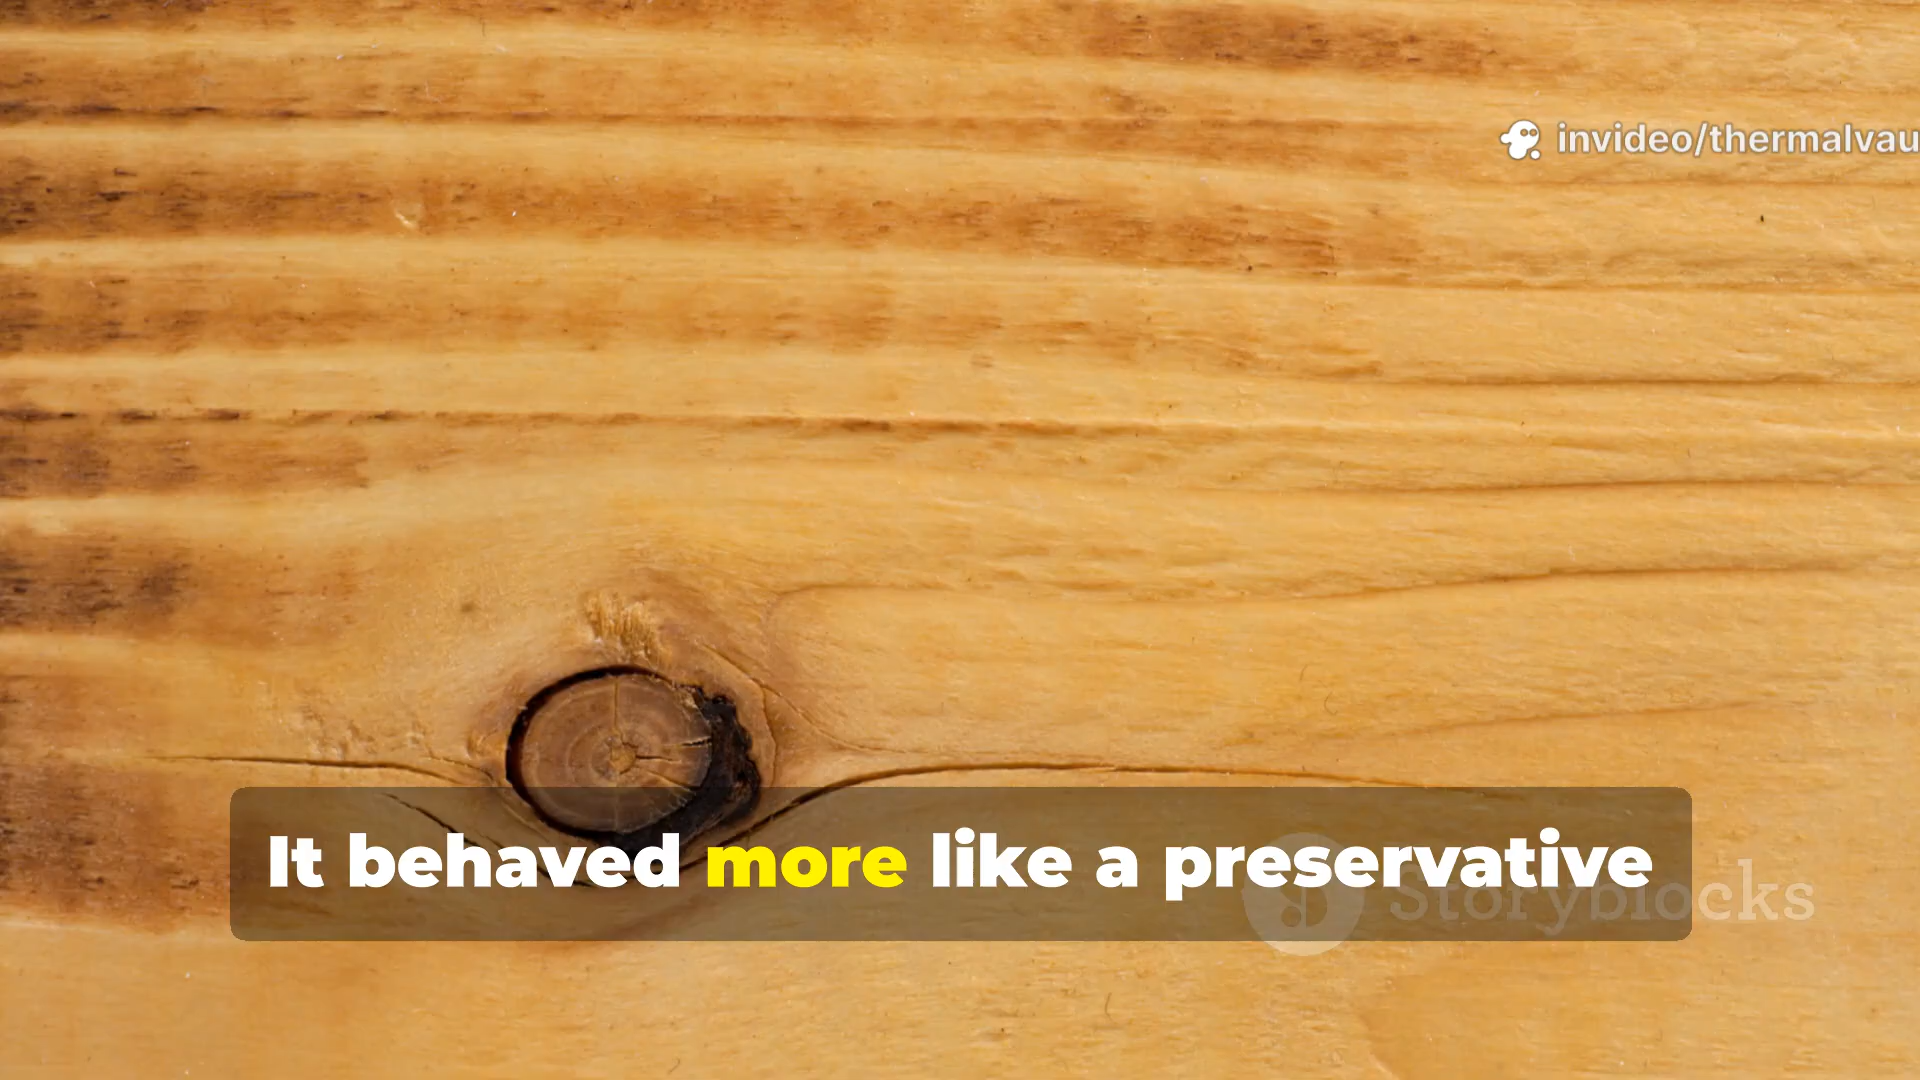 invideo/thermalvau
It behaved more like a preservative
Storyblocks